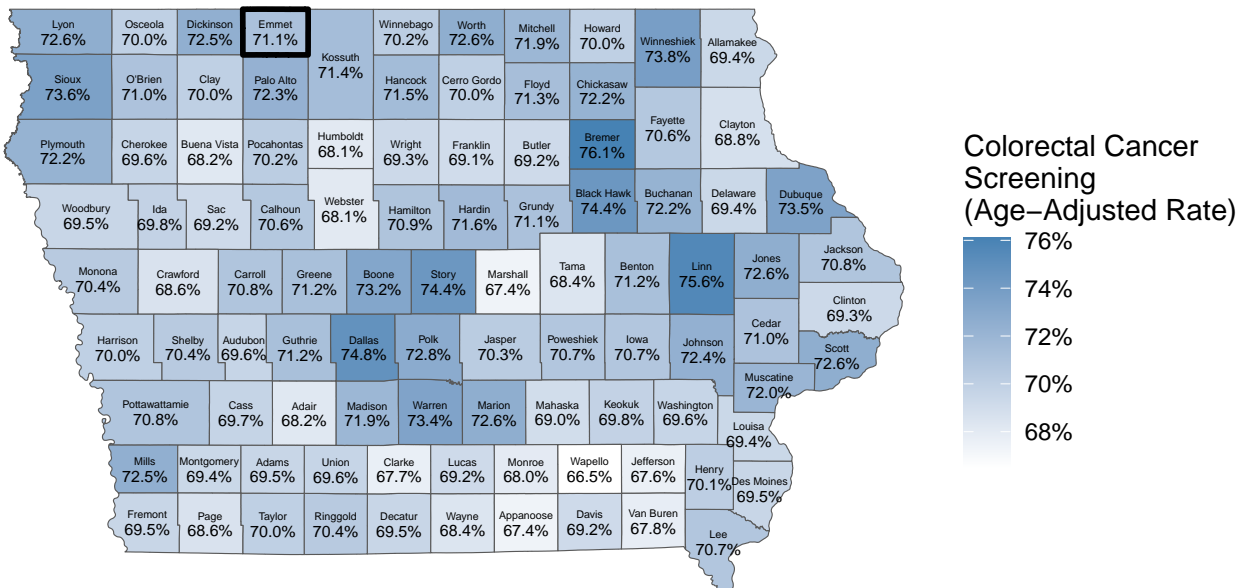 Lyon
72.6%
Osceola
70.0%
Dickinson
72.5%
Emmet
71.1%
Kossuth
71.4%
Winnebago
70.2%
Worth
72.6%
Mitchell
71.9%
Howard
70.0%
Winneshiek
73.8%
Allamakee
69.4%
Sioux
73.6%
O'Brien
71.0%
Clay
70.0%
Palo Alto
72.3%
Hancock
71.5%
Cerro Gordo
70.0%
Floyd
71.3%
Chickasaw
72.2%
Fayette
70.6%
Clayton
68.8%
Plymouth
72.2%
Cherokee
69.6%
Buena Vista
68.2%
Pocahontas
70.2%
Humboldt
68.1%
Wright
69.3%
Franklin
69.1%
Butler
69.2%
Bremer
76.1%
Woodbury
69.5%
Ida
69.8%
Sac
69.2%
Calhoun
70.6%
Webster
68.1%
Hamilton
70.9%
Hardin
71.6%
Grundy
71.1%
Black Hawk
74.4%
Buchanan
72.2%
Delaware
69.4%
Dubuque
73.5%
Monona
70.4%
Crawford
68.6%
Carroll
70.8%
Greene
71.2%
Boone
73.2%
Story
74.4%
Marshall
67.4%
Tama
68.4%
Benton
71.2%
Linn
75.6%
Jones
72.6%
Jackson
70.8%
Clinton
69.3%
Harrison
70.0%
Shelby
70.4%
Audubon
69.6%
Guthrie
71.2%
Dallas
74.8%
Polk
72.8%
Jasper
70.3%
Poweshiek
70.7%
Iowa
70.7%
Johnson
72.4%
Cedar
71.0%
Scott
72.6%
Muscatine
72.0%
Pottawattamie
70.8%
Cass
69.7%
Adair
68.2%
Madison
71.9%
Warren
73.4%
Marion
72.6%
Mahaska
69.0%
Keokuk
69.8%
Washington
69.6%
Louisa
69.4%
Mills
72.5%
Montgomery
69.4%
Adams
69.5%
Union
69.6%
Clarke
67.7%
Lucas
69.2%
Monroe
68.0%
Wapello
66.5%
Jefferson
67.6%
Henry
70.1%
Des Moines
69.5%
Fremont
69.5%
Page
68.6%
Taylor
70.0%
Ringgold
70.4%
Decatur
69.5%
Wayne
68.4%
Appanoose
67.4%
Davis
69.2%
Van Buren
67.8%
Lee
70.7%
Colorectal Cancer
Screening
(Age−Adjusted Rate)
76%
74%
72%
70%
68%